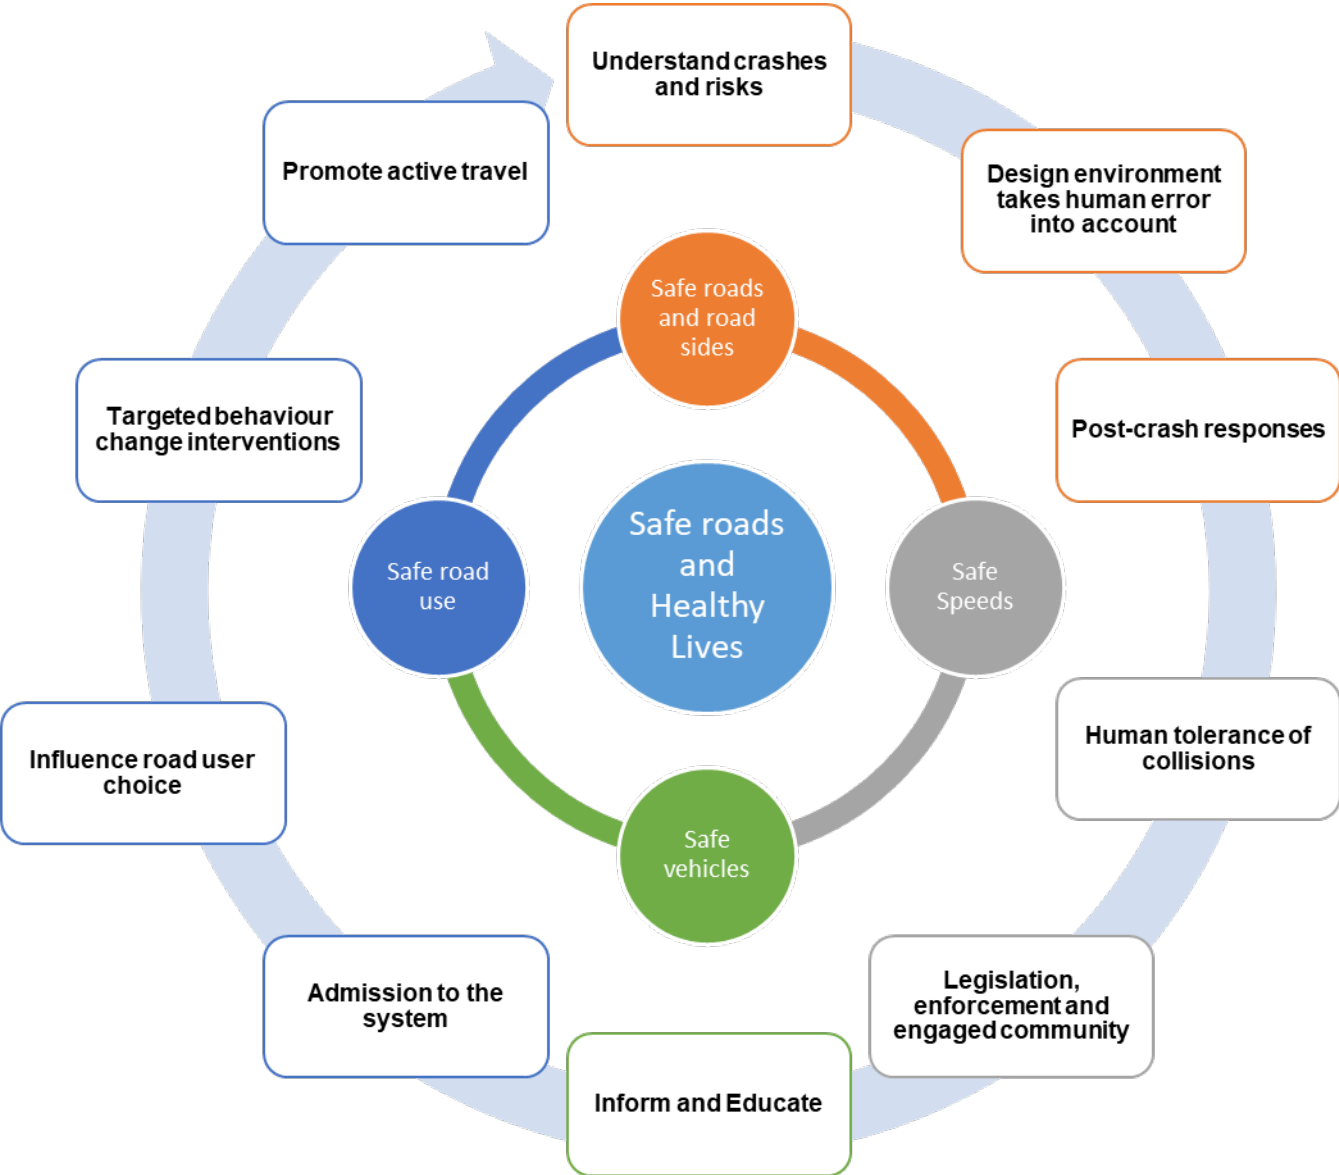 Understand crashes
and risks
Design environment
takes human error
into account
Post-crash responses
Human tolerance of
collisions
Legislation,
enforcement and
engaged community
Inform and Educate
Admission to the
system
Influence road user
choice
Targeted behaviour
change interventions
Promote active travel
Safe roads
and road
sides
Safe
Speeds
Safe
vehicles
Safe road
use
Safe roads
and
Healthy
Lives